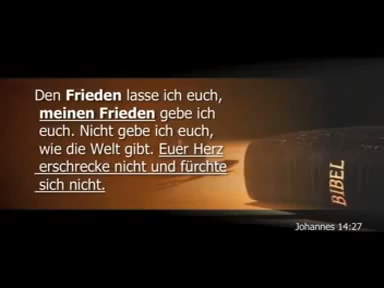 Den Frieden lasse ich euch,
meinen Frieden gebe ich
euch. Nicht gebe ich euch,
wie die Welt gibt. Euer Herz
erschrecke nicht und fürchte
sich nicht.
BIBEL
Johannes 14:27